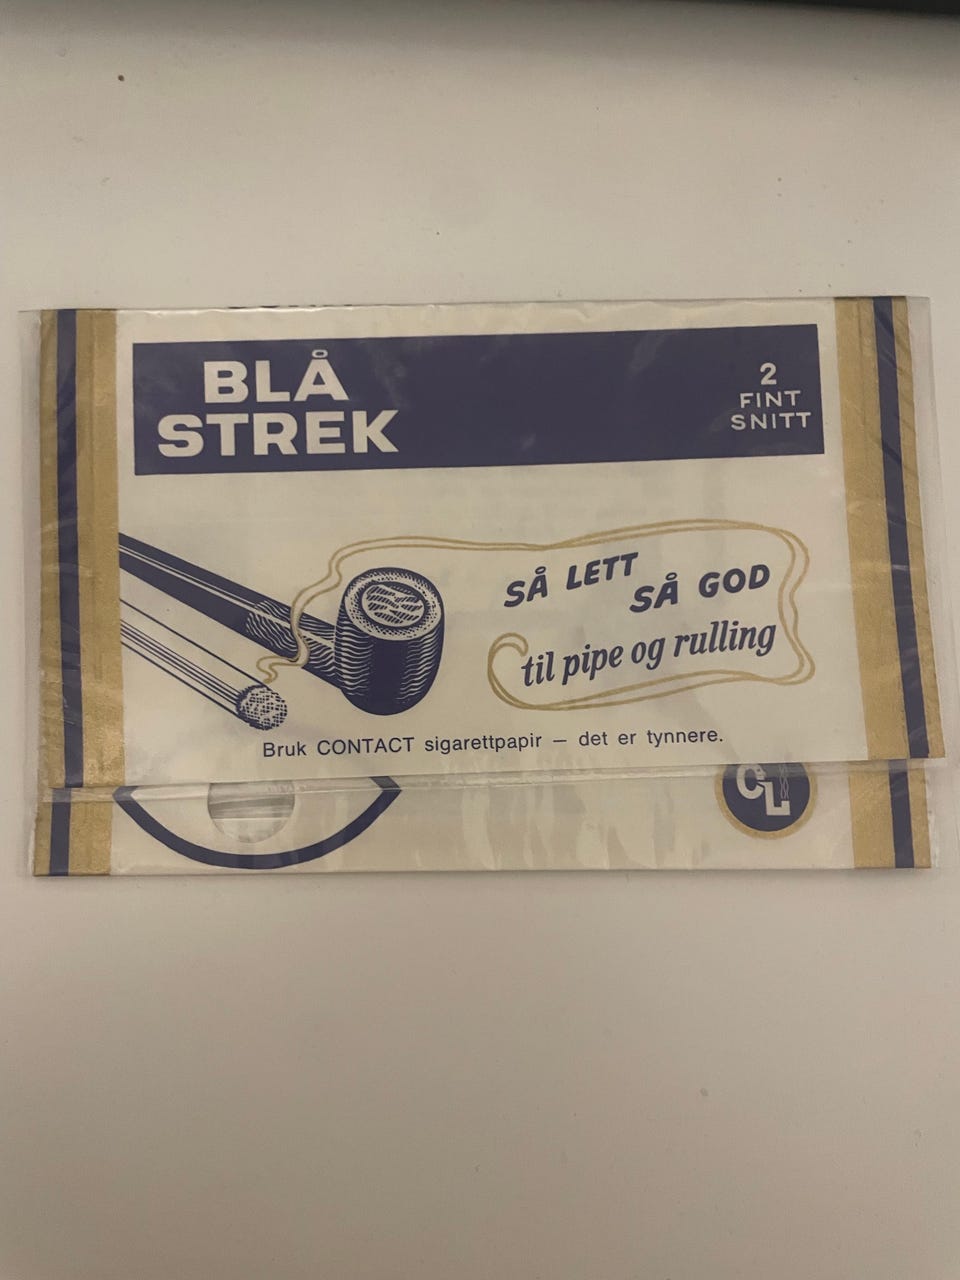 BLÅ
STREK
2
FINT
SNITT
SÅ LETT
SÅ GOD
til pipe og rulling
Bruk CONTACT sigarettpapir — det er tynnere.